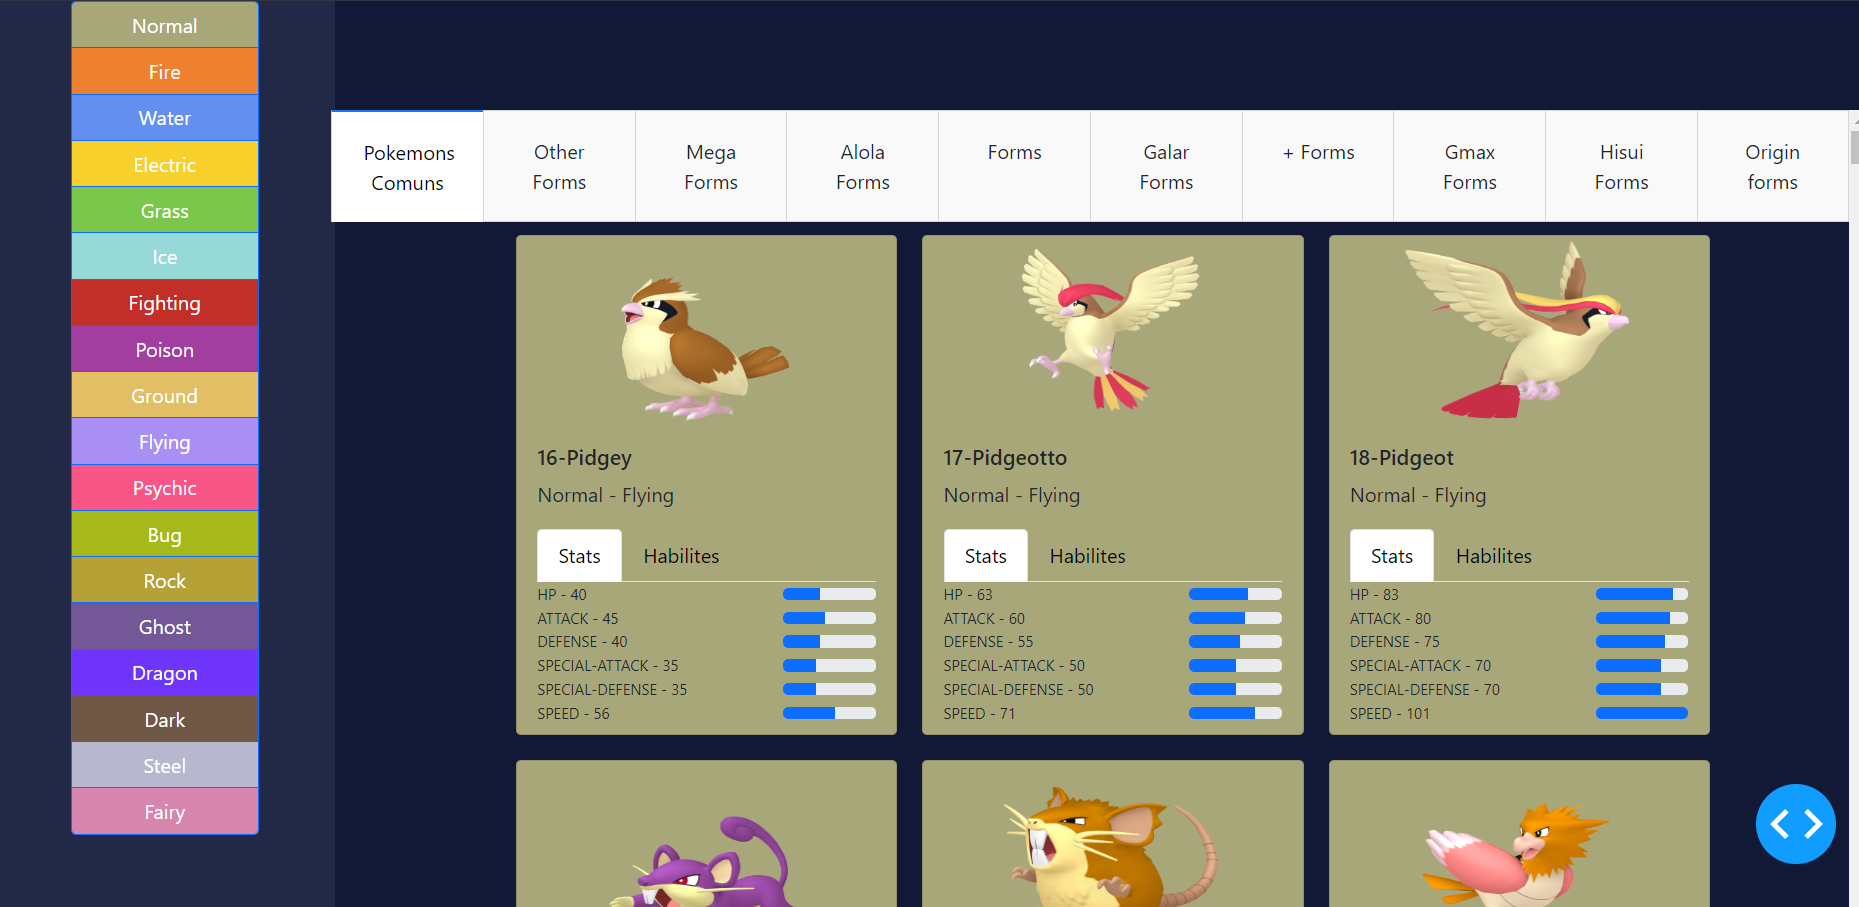 Normal
Fire
Water
Electric
Grass
Ice
Fighting
Poison
Ground
Flying
Psychic
Bug
Rock
Ghost
Dragon
Dark
Steel
Fairy
Pokemons
Comuns
Other
Forms
Mega
Forms
Alola
Forms
Forms
Galar
Forms
+ Forms
Gmax
Forms
Hisui
Forms
Origin
forms
16-Pidgey
Normal - Flying
Stats
Habilites
HP - 40
ATTACK - 45
DEFENSE - 40
SPECIAL-ATTACK - 35
SPECIAL-DEFENSE - 35
SPEED - 56
17-Pidgeotto
Normal - Flying
Stats
Habilites
HP - 63
ATTACK - 60
DEFENSE - 55
SPECIAL-ATTACK - 50
SPECIAL-DEFENSE - 50
SPEED - 71
18-Pidgeot
Normal - Flying
Stats
Habilites
HP - 83
ATTACK - 80
DEFENSE - 75
SPECIAL-ATTACK - 70
SPECIAL-DEFENSE - 70
SPEED - 101